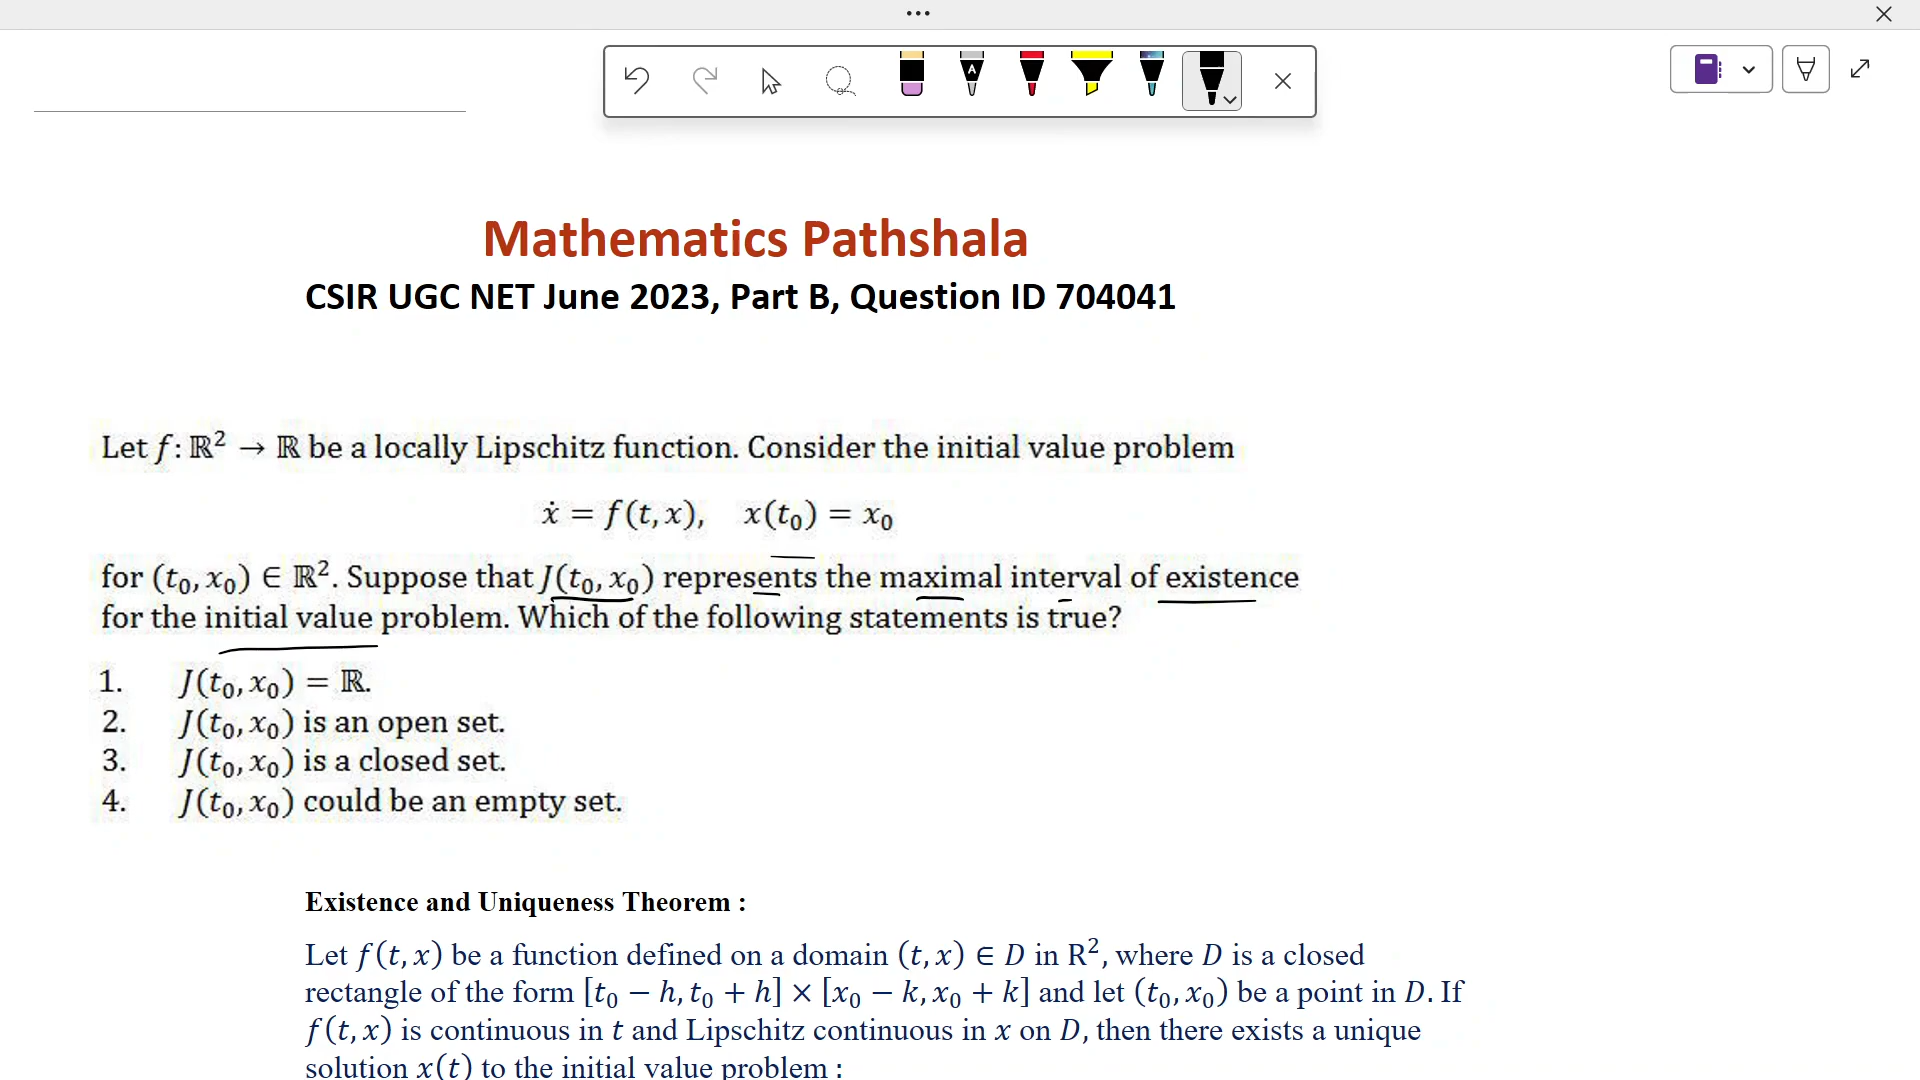 Mathematics Pathshala
CSIR UGC NET June 2023, Part B, Question ID 704041
Let f: ℝ² → ℝ be a locally Lipschitz function. Consider the initial value problem
ẋ = f(t, x), x(t₀) = x₀
for (t₀, x₀) ∈ ℝ². Suppose that J(t₀, x₀) represents the maximal interval of existence
for the initial value problem. Which of the following statements is true?
1. J(t₀, x₀) = ℝ.
2. J(t₀, x₀) is an open set.
3. J(t₀, x₀) is a closed set.
4. J(t₀, x₀) could be an empty set.
Existence and Uniqueness Theorem :
Let f(t, x) be a function defined on a domain (t, x) ∈ D in R², where D is a closed
rectangle of the form [t₀ − h, t₀ + h] × [x₀ − k, x₀ + k] and let (t₀, x₀) be a point in D. If
f(t, x) is continuous in t and Lipschitz continuous in x on D, then there exists a unique
solution x(t) to the initial value problem :